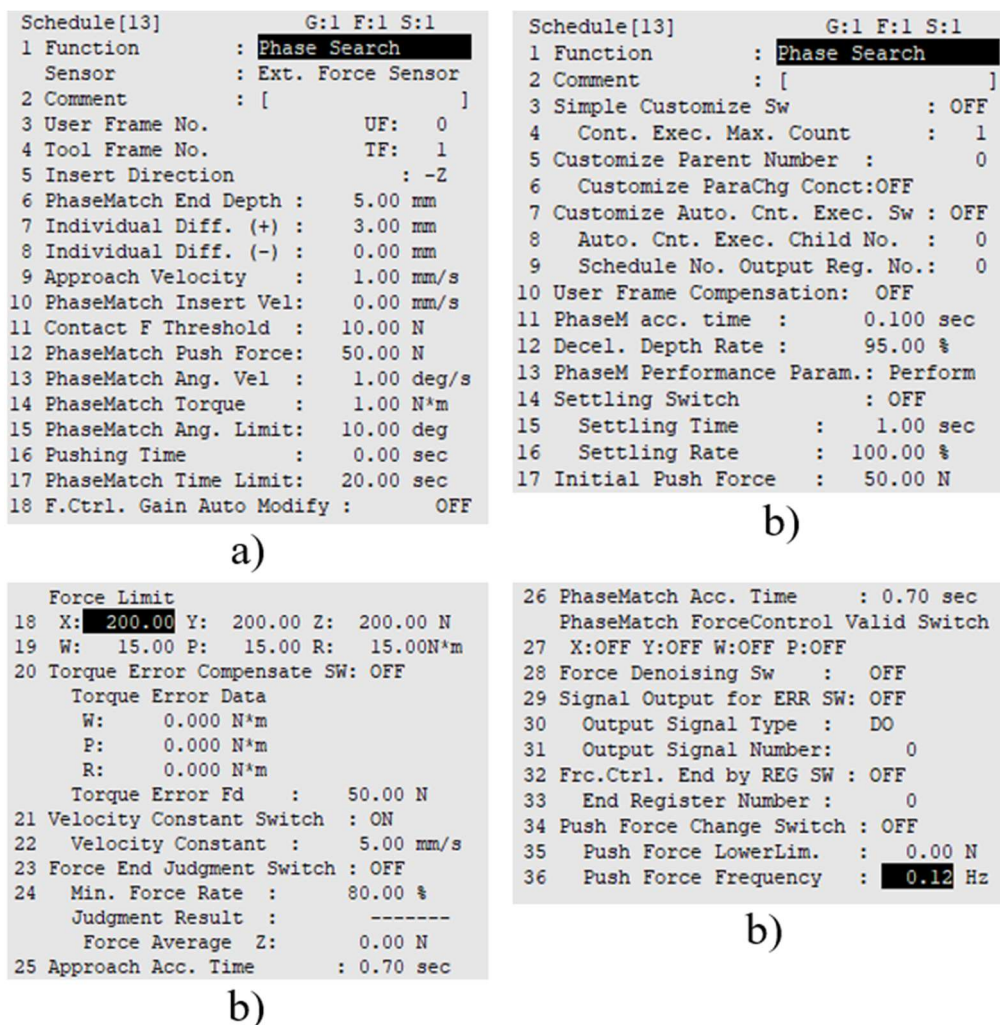 Schedule[13] G:1 F:1 S:1
1 Function : Phase Search
Sensor : Ext. Force Sensor
2 Comment : [ ]
3 User Frame No. UF: 0
4 Tool Frame No. TF: 1
5 Insert Direction : -Z
6 PhaseMatch End Depth : 5.00 mm
7 Individual Diff. (+) : 3.00 mm
8 Individual Diff. (-) : 0.00 mm
9 Approach Velocity : 1.00 mm/s
10 PhaseMatch Insert Vel: 0.00 mm/s
11 Contact F Threshold : 10.00 N
12 PhaseMatch Push Force: 50.00 N
13 PhaseMatch Ang. Vel : 1.00 deg/s
14 PhaseMatch Torque : 1.00 N*m
15 PhaseMatch Ang. Limit: 10.00 deg
16 Pushing Time : 0.00 sec
17 PhaseMatch Time Limit: 20.00 sec
18 F.Ctrl. Gain Auto Modify : OFF
a)
Schedule[13] G:1 F:1 S:1
1 Function : Phase Search
2 Comment : [ ]
3 Simple Customize Sw : OFF
4 Cont. Exec. Max. Count : 1
5 Customize Parent Number : 0
6 Customize ParaChg Conct:OFF
7 Customize Auto. Cnt. Exec. Sw : OFF
8 Auto. Cnt. Exec. Child No. : 0
9 Schedule No. Output Reg. No.: 0
10 User Frame Compensation: OFF
11 PhaseM acc. time : 0.100 sec
12 Decel. Depth Rate : 95.00 %
13 PhaseM Performance Param.: Perform
14 Settling Switch : OFF
15 Settling Time : 1.00 sec
16 Settling Rate : 100.00 %
17 Initial Push Force : 50.00 N
b)
Force Limit
18 X: 200.00 Y: 200.00 Z: 200.00 N
19 W: 15.00 P: 15.00 R: 15.00N*m
20 Torque Error Compensate SW: OFF
Torque Error Data
W: 0.000 N*m
P: 0.000 N*m
R: 0.000 N*m
Torque Error Fd : 50.00 N
21 Velocity Constant Switch : ON
22 Velocity Constant : 5.00 mm/s
23 Force End Judgment Switch : OFF
24 Min. Force Rate : 80.00 %
Judgment Result : -------
Force Average Z: 0.00 N
25 Approach Acc. Time : 0.70 sec
b)
26 PhaseMatch Acc. Time : 0.70 sec
PhaseMatch ForceControl Valid Switch
27 X:OFF Y:OFF W:OFF P:OFF
28 Force Denoising Sw : OFF
29 Signal Output for ERR SW: OFF
30 Output Signal Type : DO
31 Output Signal Number: 0
32 Frc.Ctrl. End by REG SW : OFF
33 End Register Number : 0
34 Push Force Change Switch : OFF
35 Push Force LowerLim. : 0.00 N
36 Push Force Frequency : 0.12 Hz
b)